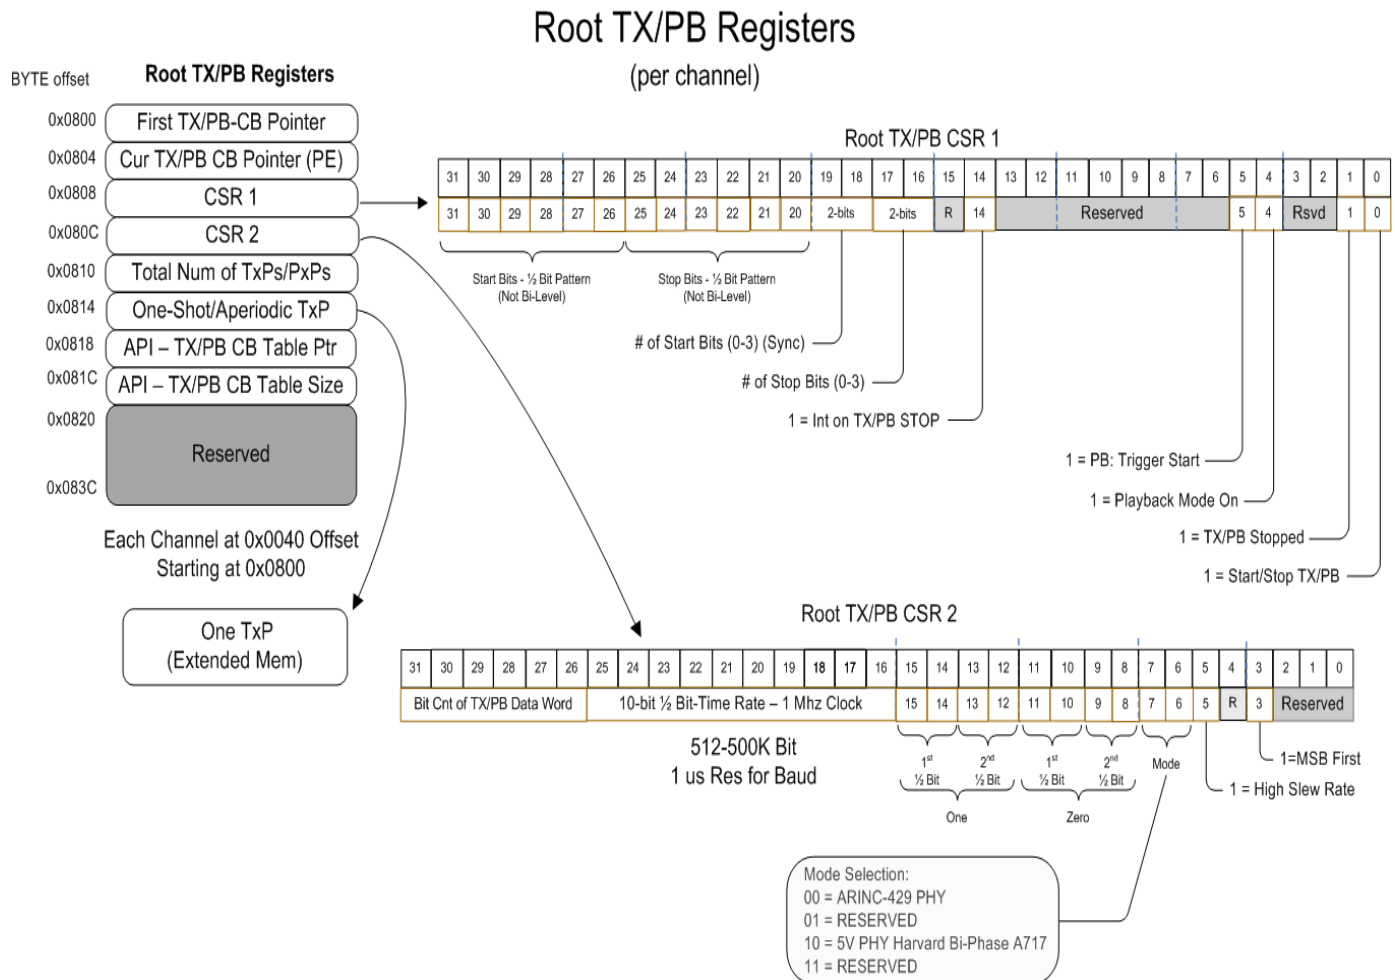 Root TX/PB Registers
(per channel)
BYTE offset
Root TX/PB Registers
0x0800
First TX/PB-CB Pointer
0x0804
Cur TX/PB CB Pointer (PE)
0x0808
CSR 1
0x080C
CSR 2
0x0810
Total Num of TxPs/PxPs
0x0814
One-Shot/Aperiodic TxP
0x0818
API – TX/PB CB Table Ptr
0x081C
API – TX/PB CB Table Size
0x0820
Reserved
0x083C
Each Channel at 0x0040 Offset
Starting at 0x0800
One TxP
(Extended Mem)
Root TX/PB CSR 1
31 30 29 28 27 26 25 24 23 22 21 20 19 18 17 16 15 14 13 12 11 10 9 8 7 6 5 4 3 2 1 0
31 30 29 28 27 26 25 24 23 22 21 20 2-bits 2-bits R 14 Reserved 5 4 Rsvd 1 0
Start Bits - ½ Bit Pattern
(Not Bi-Level)
Stop Bits - ½ Bit Pattern
(Not Bi-Level)
# of Start Bits (0-3) (Sync)
# of Stop Bits (0-3)
1 = Int on TX/PB STOP
1 = PB: Trigger Start
1 = Playback Mode On
1 = TX/PB Stopped
1 = Start/Stop TX/PB
Root TX/PB CSR 2
31 30 29 28 27 26 25 24 23 22 21 20 19 18 17 16 15 14 13 12 11 10 9 8 7 6 5 4 3 2 1 0
Bit Cnt of TX/PB Data Word 10-bit ½ Bit-Time Rate – 1 Mhz Clock 15 14 13 12 11 10 9 8 7 6 5 R 3 Reserved
512-500K Bit
1 us Res for Baud
1st 2nd 1st 2nd Mode
½ Bit ½ Bit ½ Bit ½ Bit
One Zero
1=MSB First
1 = High Slew Rate
Mode Selection:
00 = ARINC-429 PHY
01 = RESERVED
10 = 5V PHY Harvard Bi-Phase A717
11 = RESERVED